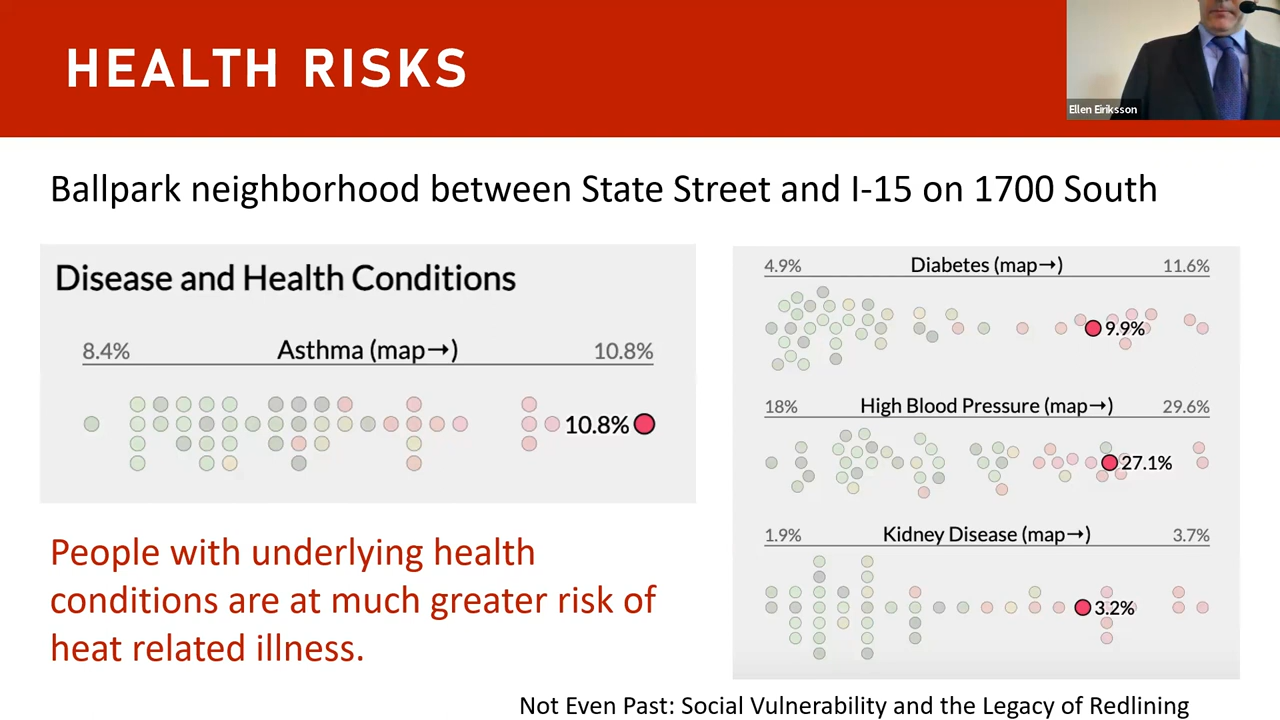 HEALTH RISKS
Ellen Eiriksson
Ballpark neighborhood between State Street and I-15 on 1700 South
Disease and Health Conditions
8.4% Asthma (map→) 10.8%
10.8%
People with underlying health
conditions are at much greater risk of
heat related illness.
4.9% Diabetes (map→) 11.6%
9.9%
18% High Blood Pressure (map→) 29.6%
27.1%
1.9% Kidney Disease (map→) 3.7%
3.2%
Not Even Past: Social Vulnerability and the Legacy of Redlining